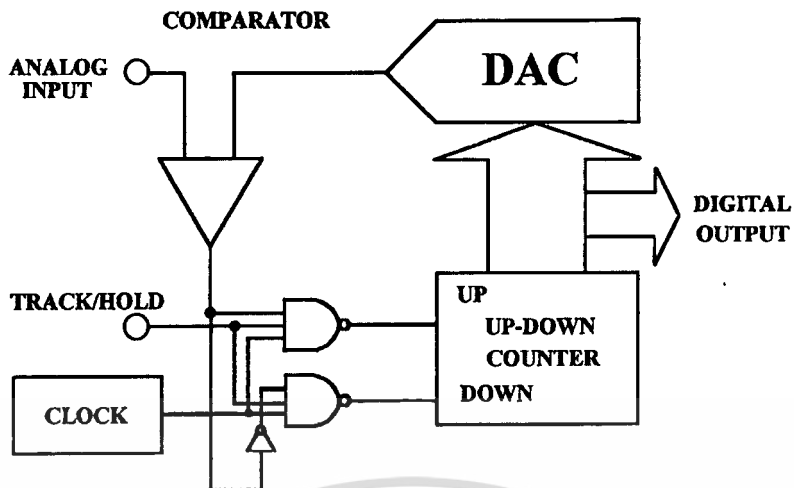 COMPARATOR
ANALOG
INPUT
DAC
DIGITAL
OUTPUT
TRACK/HOLD
UP
UP-DOWN
COUNTER
DOWN
CLOCK